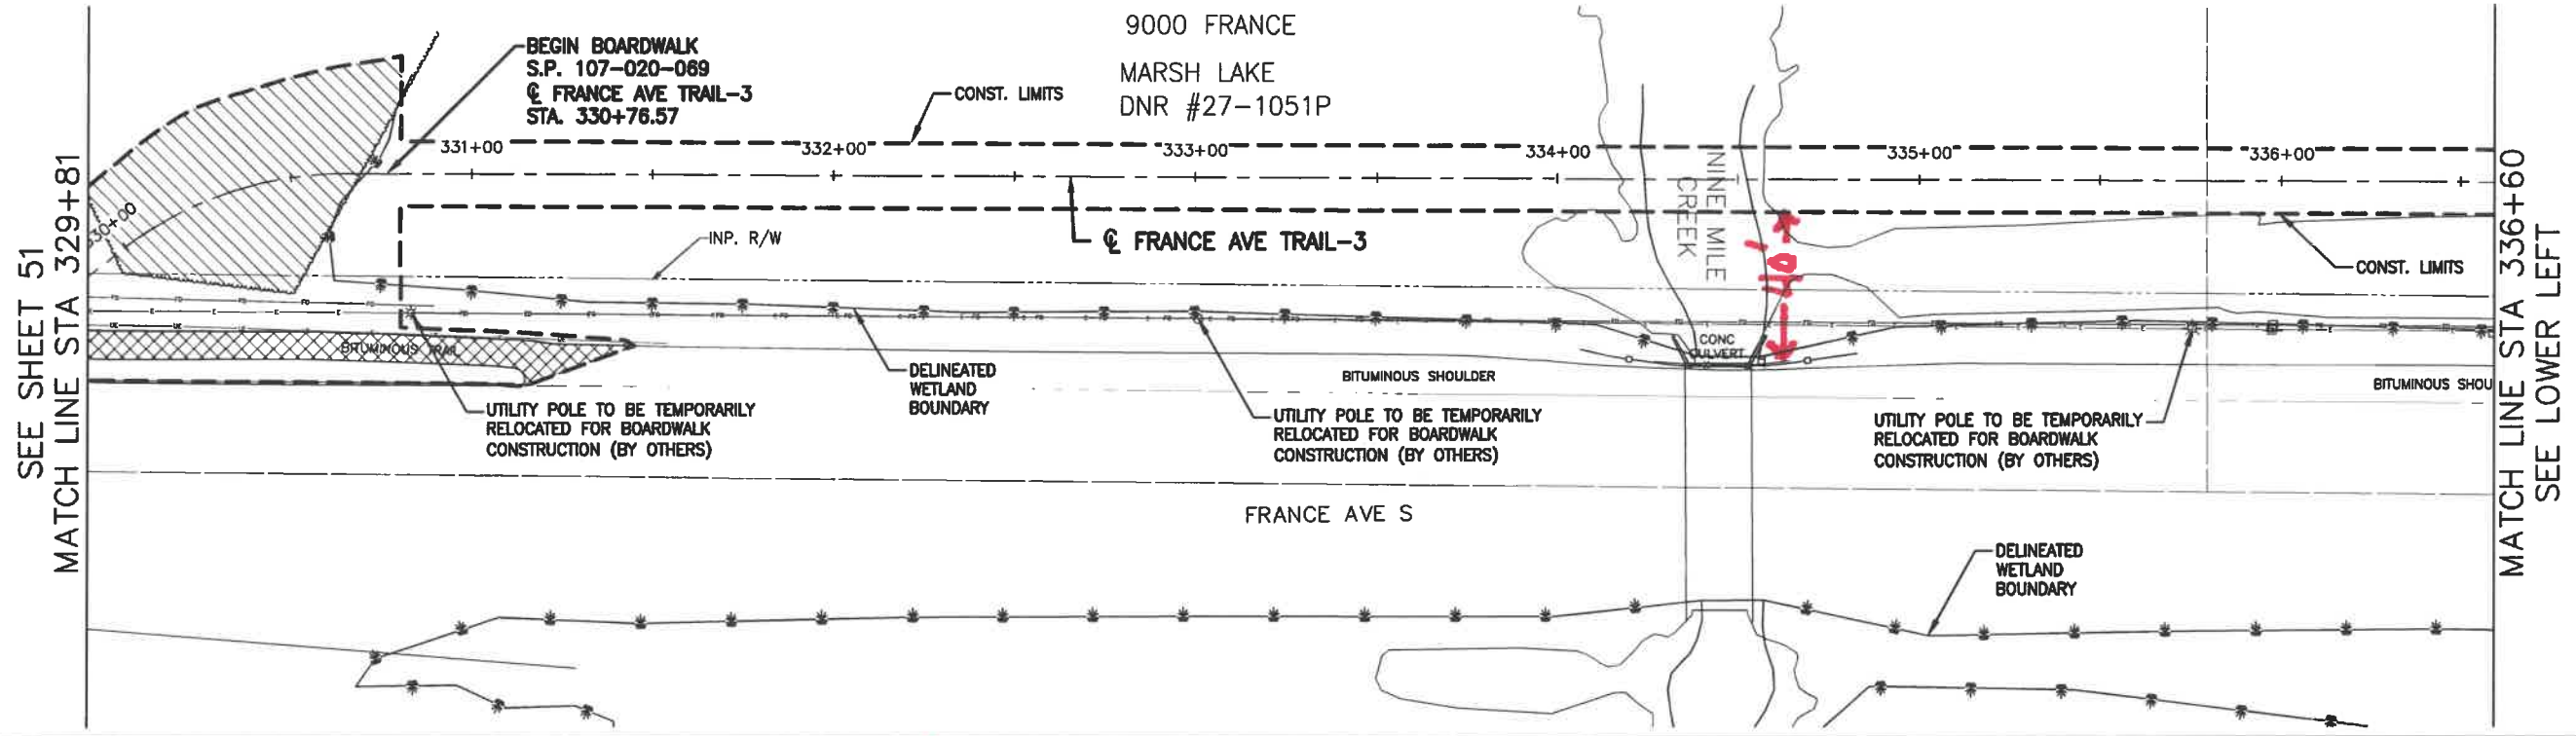 9000 FRANCE
MARSH LAKE
DNR #27-1051P
BEGIN BOARDWALK
S.P. 107-020-069
℄ FRANCE AVE TRAIL-3
STA. 330+76.57
CONST. LIMITS
331+00
332+00
333+00
334+00
335+00
336+00
330+00
SEE SHEET 51
MATCH LINE STA 329+81
INP. R/W
℄ FRANCE AVE TRAIL-3
NINE MILE
CREEK
CONST. LIMITS
MATCH LINE STA 336+60
SEE LOWER LEFT
BITUMINOUS TRAIL
CONC
CULVERT
DELINEATED
WETLAND
BOUNDARY
BITUMINOUS SHOULDER
BITUMINOUS SHOU
UTILITY POLE TO BE TEMPORARILY
RELOCATED FOR BOARDWALK
CONSTRUCTION (BY OTHERS)
UTILITY POLE TO BE TEMPORARILY
RELOCATED FOR BOARDWALK
CONSTRUCTION (BY OTHERS)
UTILITY POLE TO BE TEMPORARILY
RELOCATED FOR BOARDWALK
CONSTRUCTION (BY OTHERS)
FRANCE AVE S
DELINEATED
WETLAND
BOUNDARY